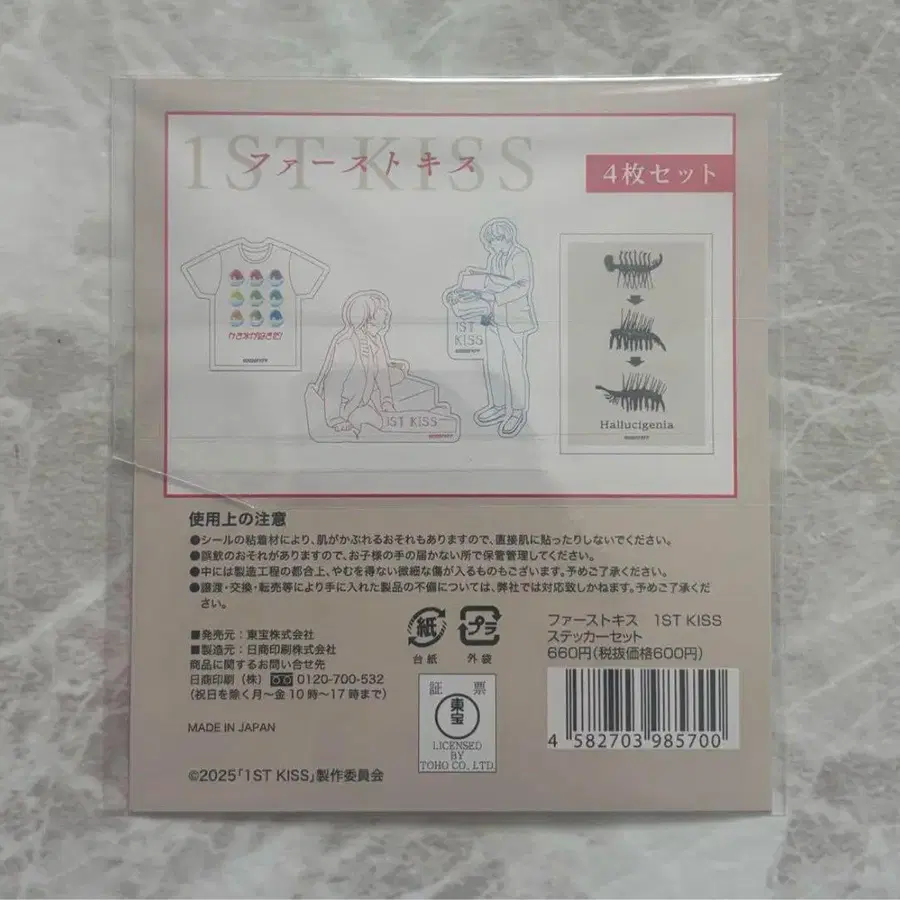 1ST KISS
ファーストキス
4枚セット
かき氷が好きだ!
1ST
KISS
1ST KISS
Hallucigenia
使用上の注意
●シールの粘着材により、肌がかぶれるおそれもありますので、直接肌に貼ったりしないでください。
●誤飲のおそれがありますので、お子様の手の届かない所で保管管理してください。
●中には製造工程の都合上、やむを得ない微細な傷が入るものもございます。予めご了承ください。
●譲渡・交換・転売等により手に入れた製品の不備については、弊社では対応致しかねます。予めご了承くだ
さい。
■発売元：東宝株式会社
■製造元：日商印刷株式会社
商品に関するお問い合せ先
日商印刷（株） 0120-700-532
（祝日を除く月～金10時～17時まで）
MADE IN JAPAN
©2025「1ST KISS」製作委員会
紙
台紙
プラ
外袋
証 票
東宝
LICENSED
BY
TOHO CO., LTD.
ファーストキス 1ST KISS
ステッカーセット
660円(税抜価格600円)
4 582703 985700